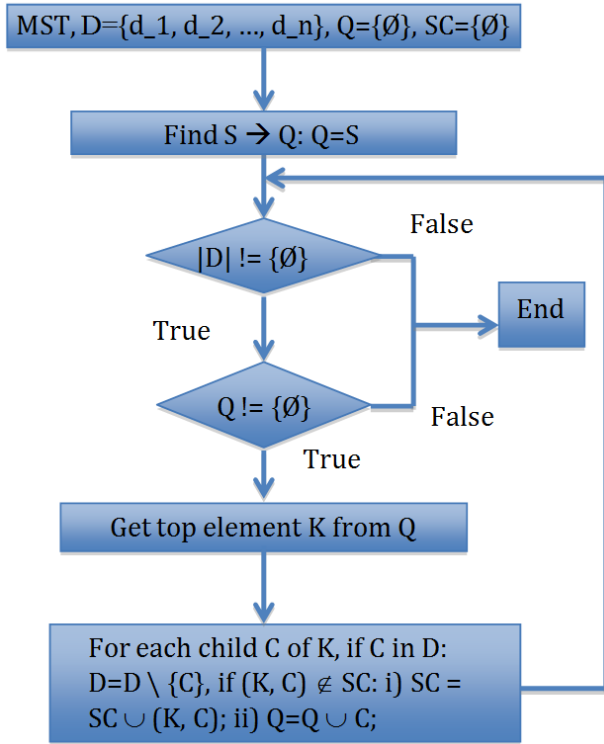 MST, D={d_1, d_2, ..., d_n}, Q={Ø}, SC={Ø}
Find S → Q: Q=S
False
|D| != {Ø}
End
True
Q != {Ø}
False
True
Get top element K from Q
For each child C of K, if C in D:
D=D \ {C}, if (K, C) ∉ SC: i) SC =
SC ∪ (K, C); ii) Q=Q ∪ C;